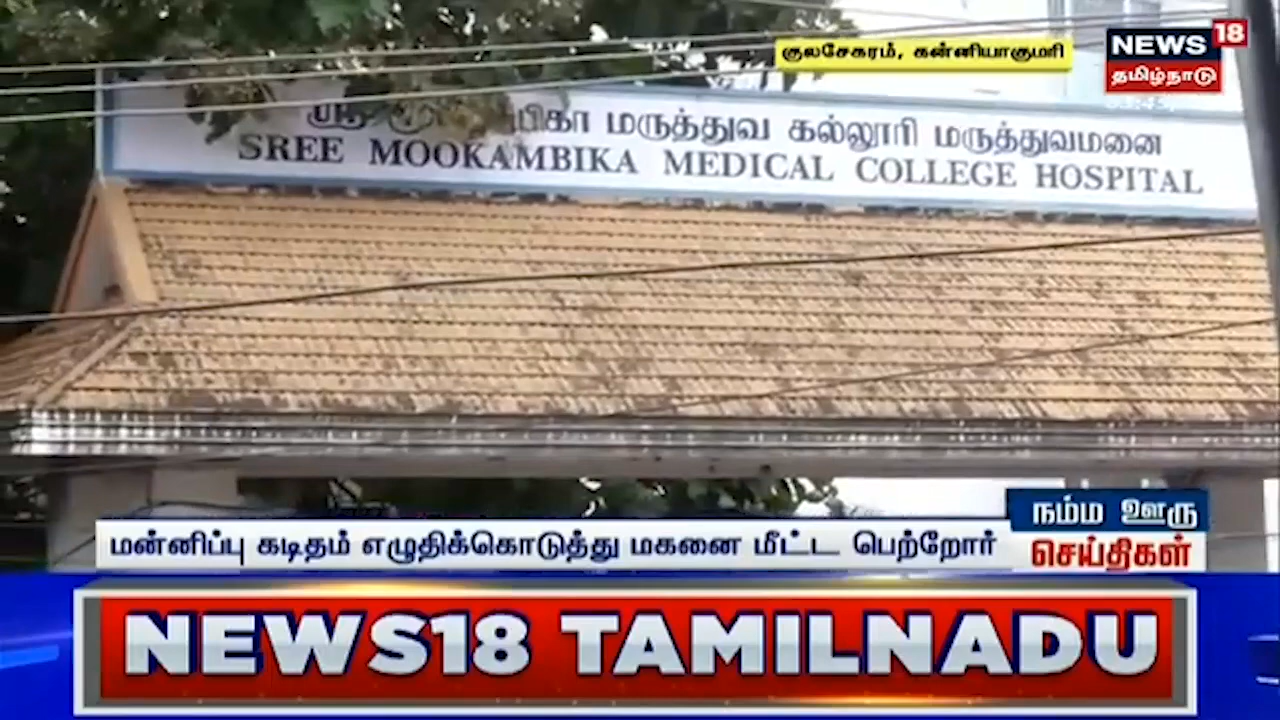 குலசேகரம், கன்னியாகுமரி
NEWS 18
தமிழ்நாடு
மருத்துவ கல்லூரி மருத்துவமனை
SREE MOOKAMBIKA MEDICAL COLLEGE HOSPITAL
நம்ம ஊரு
செய்திகள்
மன்னிப்பு கடிதம் எழுதிக்கொடுத்து மகனை மீட்ட பெற்றோர்
NEWS18 TAMILNADU